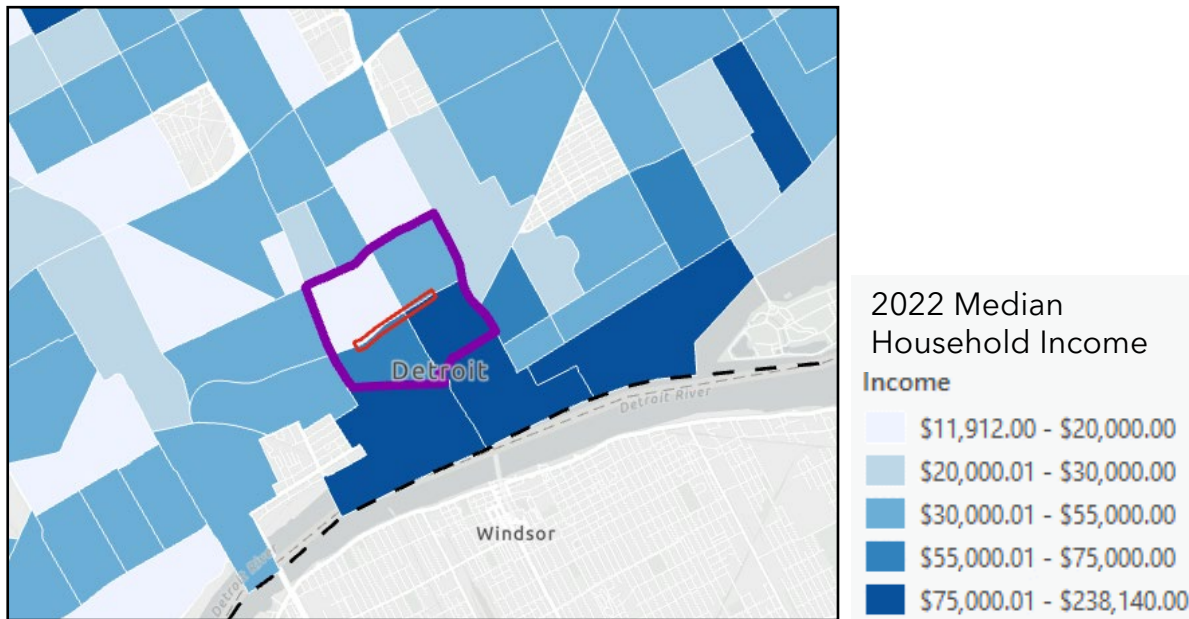 Detroit
Detroit River
Windsor
Detroit River
2022 Median
Household Income
Income
$11,912.00 - $20,000.00
$20,000.01 - $30,000.00
$30,000.01 - $55,000.00
$55,000.01 - $75,000.00
$75,000.01 - $238,140.00